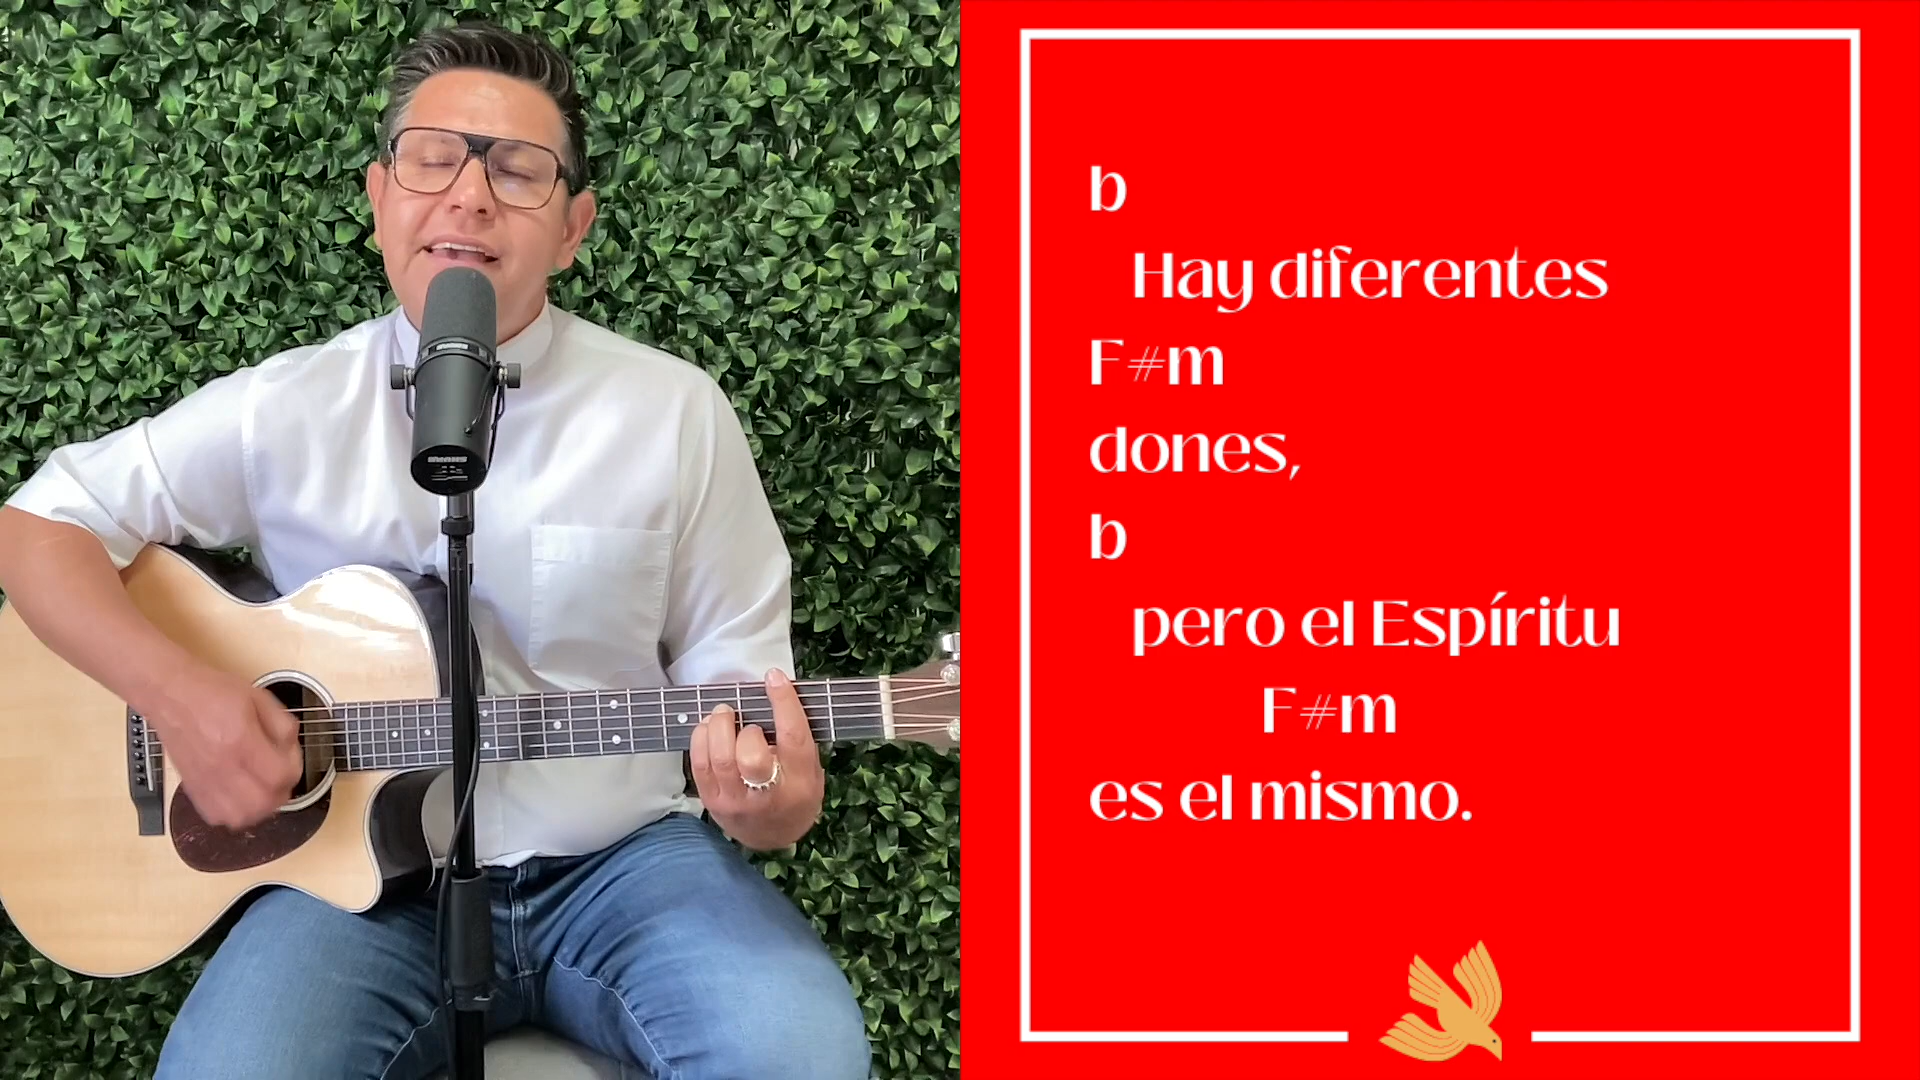 b
Hay diferentes
F#m
dones,
b
pero el Espíritu
F#m
es el mismo.